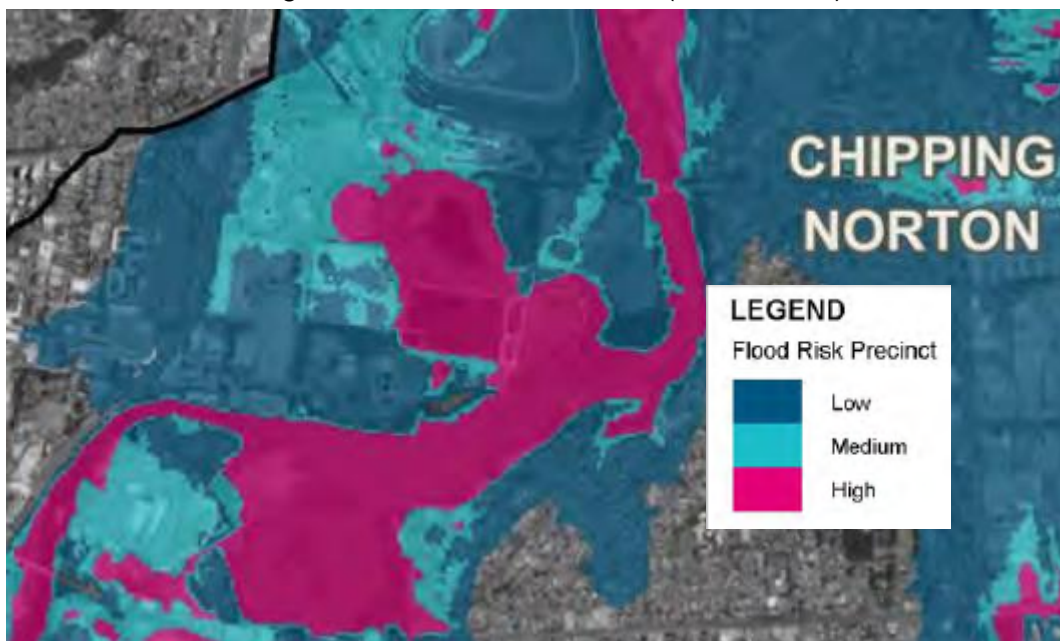 CHIPPING
NORTON
LEGEND
Flood Risk Precinct
Low
Medium
High